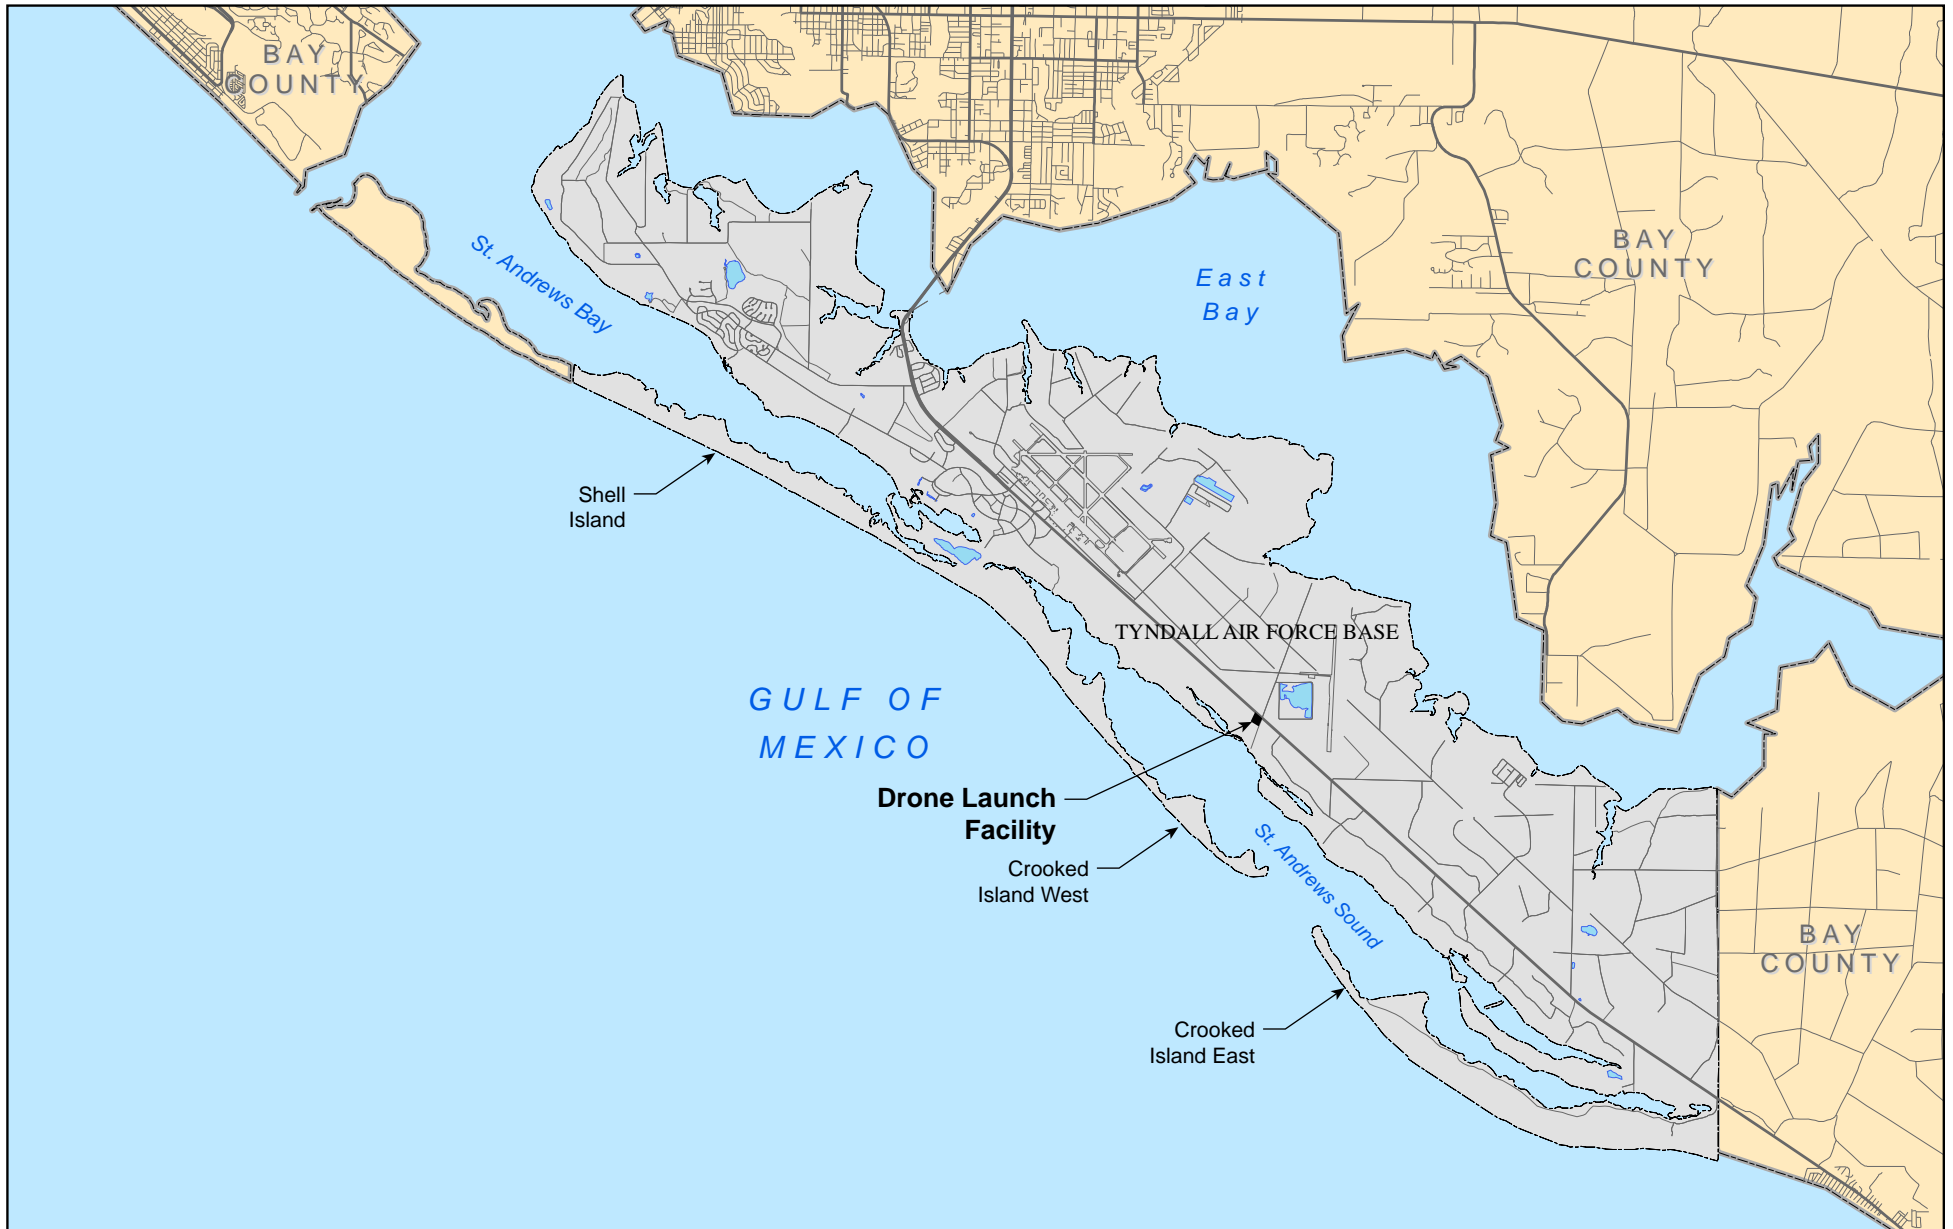 BAY
COUNTY
St. Andrews Bay
East
Bay
BAY
COUNTY
Shell
Island
TYNDALL AIR FORCE BASE
GULF OF
MEXICO
Drone Launch
Facility
Crooked
Island West
St. Andrews Sound
BAY
COUNTY
Crooked
Island East